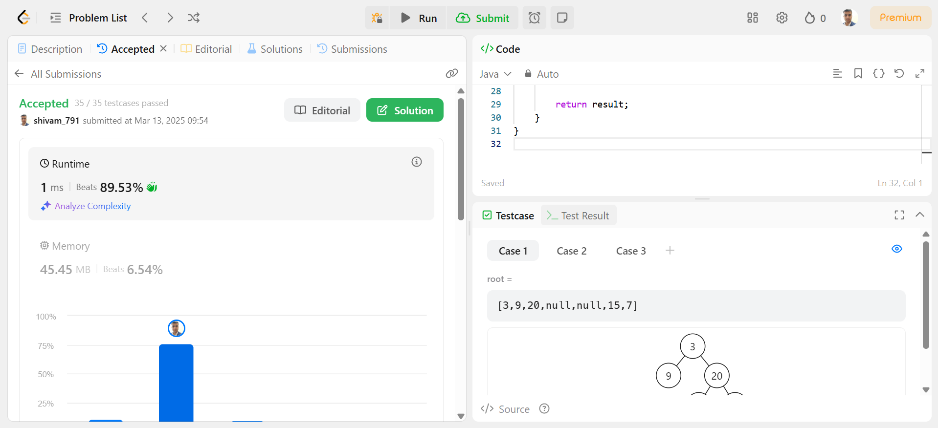 Problem List
Run
Submit
0
Premium
Description
Accepted
Editorial
Solutions
Submissions
All Submissions
Accepted 35 / 35 testcases passed
shivam_791 submitted at Mar 13, 2025 09:54
Editorial
Solution
Runtime
1 ms | Beats 89.53%
Analyze Complexity
Memory
45.45 MB | Beats 6.54%
100%
75%
50%
25%
</> Code
Java
Auto
28
29 return result;
30 }
31 }
32
Saved
Ln 32, Col 1
Testcase
>_ Test Result
Case 1
Case 2
Case 3
+
root =
[3,9,20,null,null,15,7]
3
9
20
</> Source